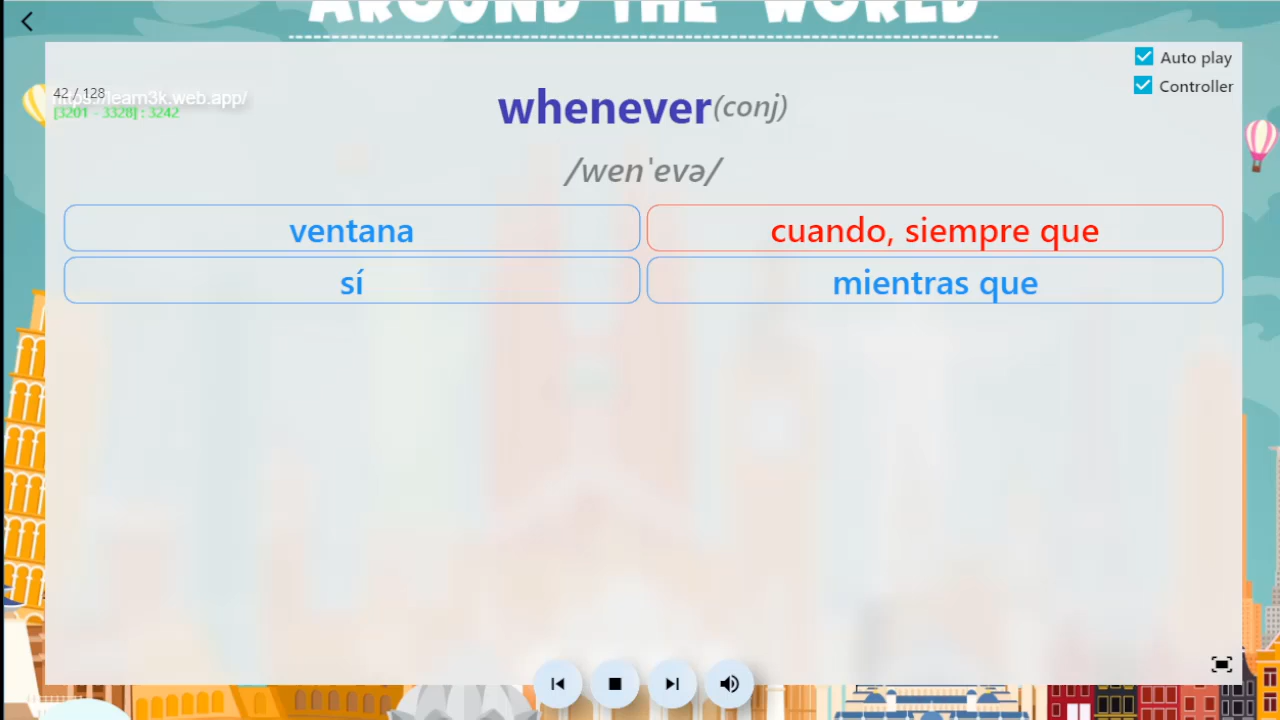 AROUND THE WORLD
Auto play
42 / 128
https://learn3k.web.app/
Controller
[3201 - 3328] : 3242
whenever(conj)
/wenˈevə/
ventana
cuando, siempre que
sí
mientras que